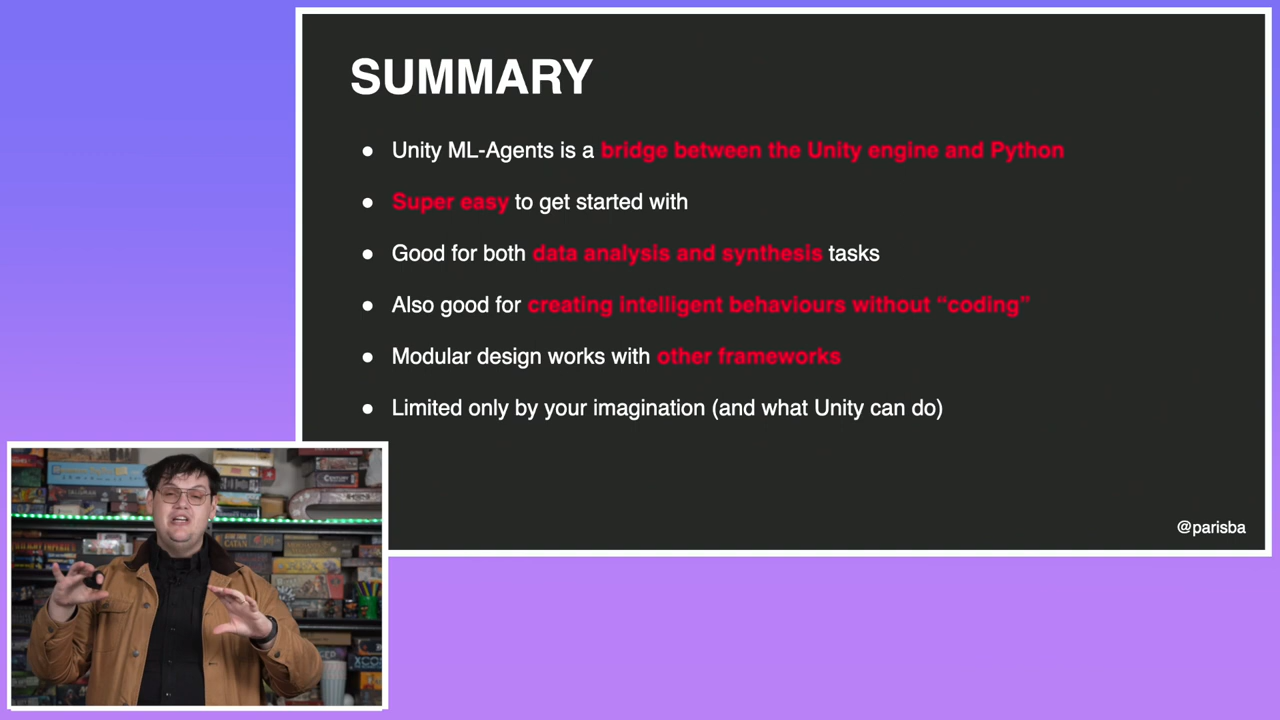 SUMMARY
● Unity ML-Agents is a bridge between the Unity engine and Python
● Super easy to get started with
● Good for both data analysis and synthesis tasks
● Also good for creating intelligent behaviours without “coding”
● Modular design works with other frameworks
● Limited only by your imagination (and what Unity can do)
@parisba
CATAN
XCOM